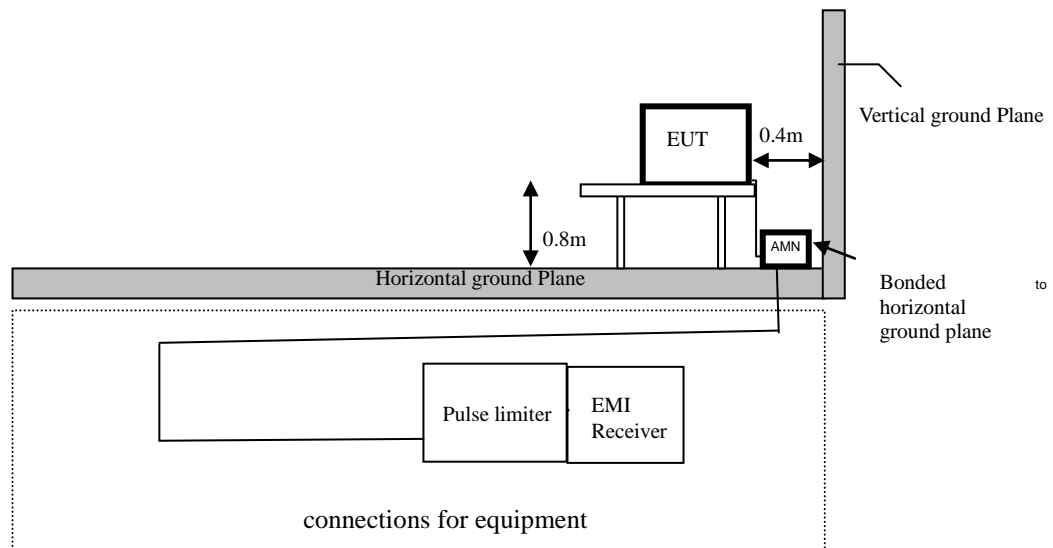 EUT
0.4m
Vertical ground Plane
0.8m
AMN
Horizontal ground Plane
Bonded to
horizontal
ground plane
Pulse limiter
EMI
Receiver
connections for equipment